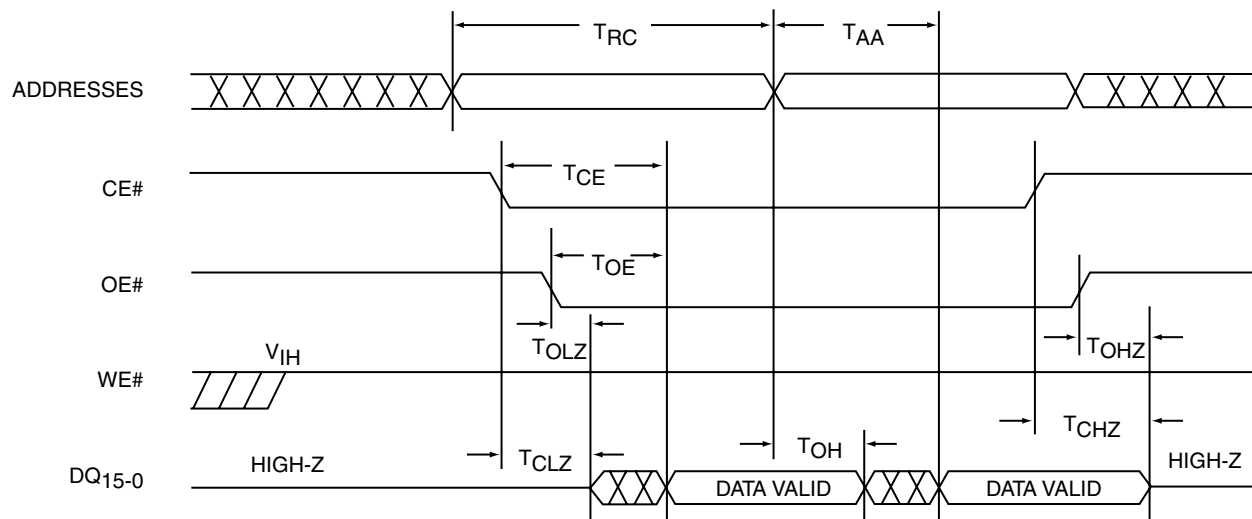 TRC
TAA
ADDRESSES
TCE
CE#
TOE
OE#
TOLZ
TOHZ
VIH
WE#
TCHZ
TOH
TCLZ
HIGH-Z
HIGH-Z
DQ15-0
DATA VALID
DATA VALID